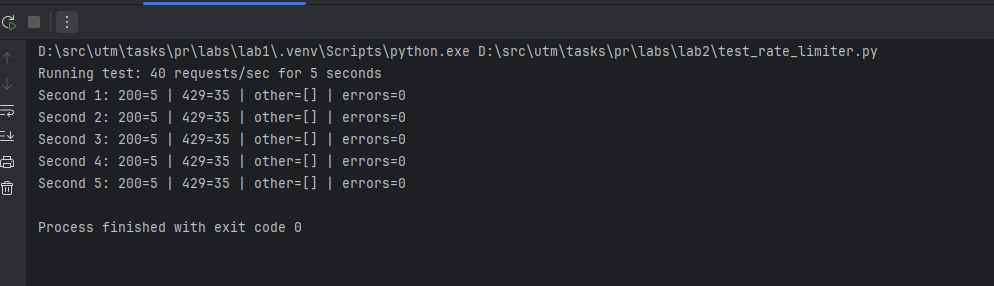 D:\src\utm\tasks\pr\labs\lab1\.venv\Scripts\python.exe D:\src\utm\tasks\pr\labs\lab2\test_rate_limiter.py
Running test: 40 requests/sec for 5 seconds
Second 1: 200=5 | 429=35 | other=[] | errors=0
Second 2: 200=5 | 429=35 | other=[] | errors=0
Second 3: 200=5 | 429=35 | other=[] | errors=0
Second 4: 200=5 | 429=35 | other=[] | errors=0
Second 5: 200=5 | 429=35 | other=[] | errors=0
Process finished with exit code 0